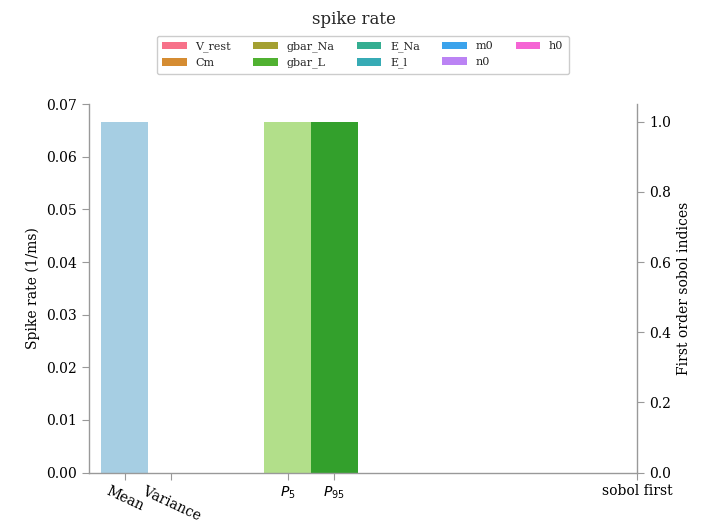 spike rate
V_rest gbar_Na E_Na m0 h0
Cm gbar_L E_l n0
0.07
0.06
0.05
0.04
0.03
0.02
0.01
0.00
Spike rate (1/ms)
1.0
0.8
0.6
0.4
0.2
0.0
First order sobol indices
Mean Variance P5 P95 sobol first